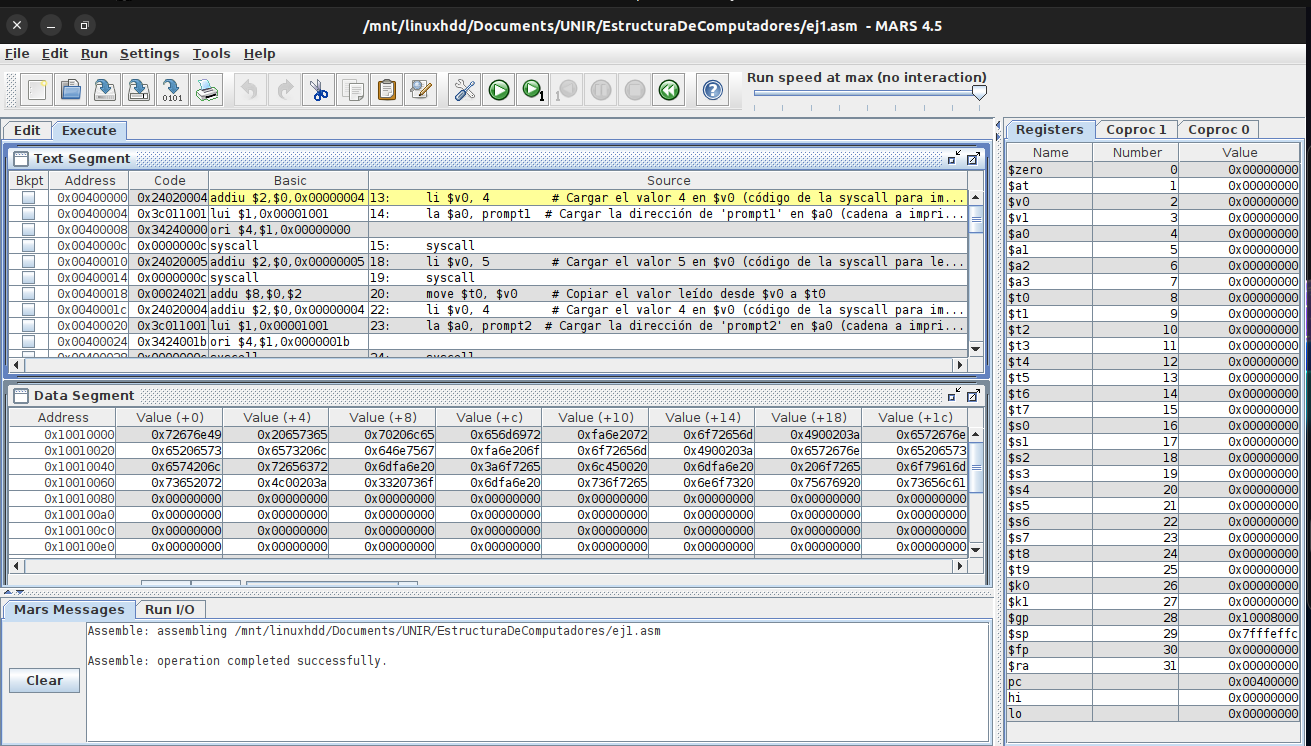 /mnt/linuxhdd/Documents/UNIR/EstructuraDeComputadores/ej1.asm - MARS 4.5
File Edit Run Settings Tools Help
Run speed at max (no interaction)
Edit Execute
Text Segment
Bkpt Address Code Basic Source
0x00400000 0x24020004 addiu $2,$0,0x00000004 13: li $v0, 4 # Cargar el valor 4 en $v0 (código de la syscall para im...
0x00400004 0x3c011001 lui $1,0x00001001 14: la $a0, prompt1 # Cargar la dirección de 'prompt1' en $a0 (cadena a impri...
0x00400008 0x34240000 ori $4,$1,0x00000000
0x0040000c 0x0000000c syscall 15: syscall
0x00400010 0x24020005 addiu $2,$0,0x00000005 18: li $v0, 5 # Cargar el valor 5 en $v0 (código de la syscall para le...
0x00400014 0x0000000c syscall 19: syscall
0x00400018 0x00024021 addu $8,$0,$2 20: move $t0, $v0 # Copiar el valor leído desde $v0 a $t0
0x0040001c 0x24020004 addiu $2,$0,0x00000004 22: li $v0, 4 # Cargar el valor 4 en $v0 (código de la syscall para im...
0x00400020 0x3c011001 lui $1,0x00001001 23: la $a0, prompt2 # Cargar la dirección de 'prompt2' en $a0 (cadena a impri...
0x00400024 0x3424001b ori $4,$1,0x0000001b
0x00400028 0x0000000c syscall 24: syscall
Data Segment
Address Value (+0) Value (+4) Value (+8) Value (+c) Value (+10) Value (+14) Value (+18) Value (+1c)
0x10010000 0x72676e49 0x20657365 0x70206c65 0x656d6972 0xfa6e2072 0x6f72656d 0x4900203a 0x6572676e
0x10010020 0x65206573 0x6573206c 0x646e7567 0xfa6e206f 0x6f72656d 0x4900203a 0x6572676e 0x65206573
0x10010040 0x6574206c 0x72656372 0x6dfa6e20 0x3a6f7265 0x6c450020 0x6dfa6e20 0x206f7265 0x6f79616d
0x10010060 0x73652072 0x4c00203a 0x3320736f 0x6dfa6e20 0x736f7265 0x6e6f7320 0x75676920 0x73656c61
0x10010080 0x00000000 0x00000000 0x00000000 0x00000000 0x00000000 0x00000000 0x00000000 0x00000000
0x100100a0 0x00000000 0x00000000 0x00000000 0x00000000 0x00000000 0x00000000 0x00000000 0x00000000
0x100100c0 0x00000000 0x00000000 0x00000000 0x00000000 0x00000000 0x00000000 0x00000000 0x00000000
0x100100e0 0x00000000 0x00000000 0x00000000 0x00000000 0x00000000 0x00000000 0x00000000 0x00000000
Mars Messages Run I/O
Assemble: assembling /mnt/linuxhdd/Documents/UNIR/EstructuraDeComputadores/ej1.asm
Assemble: operation completed successfully.
Clear
Registers Coproc 1 Coproc 0
Name Number Value
$zero 0 0x00000000
$at 1 0x00000000
$v0 2 0x00000000
$v1 3 0x00000000
$a0 4 0x00000000
$a1 5 0x00000000
$a2 6 0x00000000
$a3 7 0x00000000
$t0 8 0x00000000
$t1 9 0x00000000
$t2 10 0x00000000
$t3 11 0x00000000
$t4 12 0x00000000
$t5 13 0x00000000
$t6 14 0x00000000
$t7 15 0x00000000
$s0 16 0x00000000
$s1 17 0x00000000
$s2 18 0x00000000
$s3 19 0x00000000
$s4 20 0x00000000
$s5 21 0x00000000
$s6 22 0x00000000
$s7 23 0x00000000
$t8 24 0x00000000
$t9 25 0x00000000
$k0 26 0x00000000
$k1 27 0x00000000
$gp 28 0x10008000
$sp 29 0x7fffeffc
$fp 30 0x00000000
$ra 31 0x00000000
pc 0x00400000
hi 0x00000000
lo 0x00000000